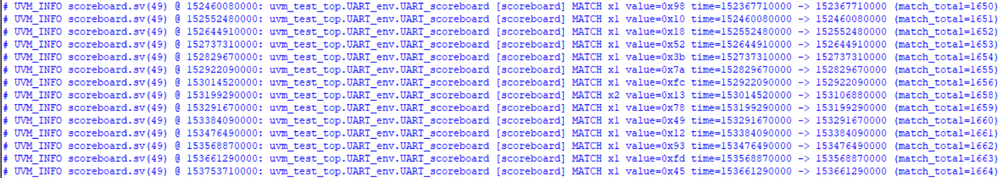 # UVM_INFO scoreboard.sv(49) @ 152460080000: uvm_test_top.UART_env.UART_scoreboard [scoreboard] MATCH x1 value=0x98 time=152367710000 -> 152367710000 (match_total=1650)
# UVM_INFO scoreboard.sv(49) @ 152552480000: uvm_test_top.UART_env.UART_scoreboard [scoreboard] MATCH x1 value=0x10 time=152460080000 -> 152460080000 (match_total=1651)
# UVM_INFO scoreboard.sv(49) @ 152644910000: uvm_test_top.UART_env.UART_scoreboard [scoreboard] MATCH x1 value=0x18 time=152552480000 -> 152552480000 (match_total=1652)
# UVM_INFO scoreboard.sv(49) @ 152737310000: uvm_test_top.UART_env.UART_scoreboard [scoreboard] MATCH x1 value=0x52 time=152644910000 -> 152644910000 (match_total=1653)
# UVM_INFO scoreboard.sv(49) @ 152829670000: uvm_test_top.UART_env.UART_scoreboard [scoreboard] MATCH x1 value=0x3b time=152737310000 -> 152737310000 (match_total=1654)
# UVM_INFO scoreboard.sv(49) @ 152922090000: uvm_test_top.UART_env.UART_scoreboard [scoreboard] MATCH x1 value=0x7a time=152829670000 -> 152829670000 (match_total=1655)
# UVM_INFO scoreboard.sv(49) @ 153014520000: uvm_test_top.UART_env.UART_scoreboard [scoreboard] MATCH x1 value=0xfc time=152922090000 -> 152922090000 (match_total=1656)
# UVM_INFO scoreboard.sv(49) @ 153199290000: uvm_test_top.UART_env.UART_scoreboard [scoreboard] MATCH x2 value=0x13 time=153014520000 -> 153106880000 (match_total=1658)
# UVM_INFO scoreboard.sv(49) @ 153291670000: uvm_test_top.UART_env.UART_scoreboard [scoreboard] MATCH x1 value=0x78 time=153199290000 -> 153199290000 (match_total=1659)
# UVM_INFO scoreboard.sv(49) @ 153384090000: uvm_test_top.UART_env.UART_scoreboard [scoreboard] MATCH x1 value=0x49 time=153291670000 -> 153291670000 (match_total=1660)
# UVM_INFO scoreboard.sv(49) @ 153476490000: uvm_test_top.UART_env.UART_scoreboard [scoreboard] MATCH x1 value=0x12 time=153384090000 -> 153384090000 (match_total=1661)
# UVM_INFO scoreboard.sv(49) @ 153568870000: uvm_test_top.UART_env.UART_scoreboard [scoreboard] MATCH x1 value=0x93 time=153476490000 -> 153476490000 (match_total=1662)
# UVM_INFO scoreboard.sv(49) @ 153661290000: uvm_test_top.UART_env.UART_scoreboard [scoreboard] MATCH x1 value=0xfd time=153568870000 -> 153568870000 (match_total=1663)
# UVM_INFO scoreboard.sv(49) @ 153753710000: uvm_test_top.UART_env.UART_scoreboard [scoreboard] MATCH x1 value=0x45 time=153661290000 -> 153661290000 (match_total=1664)